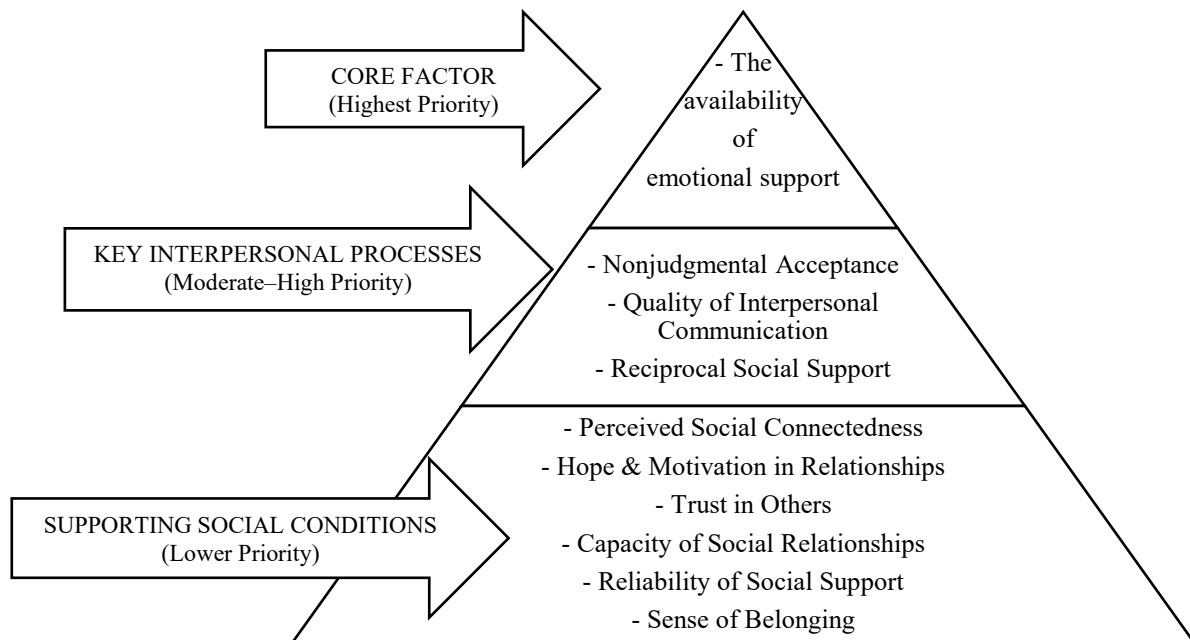 CORE FACTOR
(Highest Priority)
- The
availability
of
emotional support
KEY INTERPERSONAL PROCESSES
(Moderate–High Priority)
- Nonjudgmental Acceptance
- Quality of Interpersonal
Communication
- Reciprocal Social Support
SUPPORTING SOCIAL CONDITIONS
(Lower Priority)
- Perceived Social Connectedness
- Hope & Motivation in Relationships
- Trust in Others
- Capacity of Social Relationships
- Reliability of Social Support
- Sense of Belonging